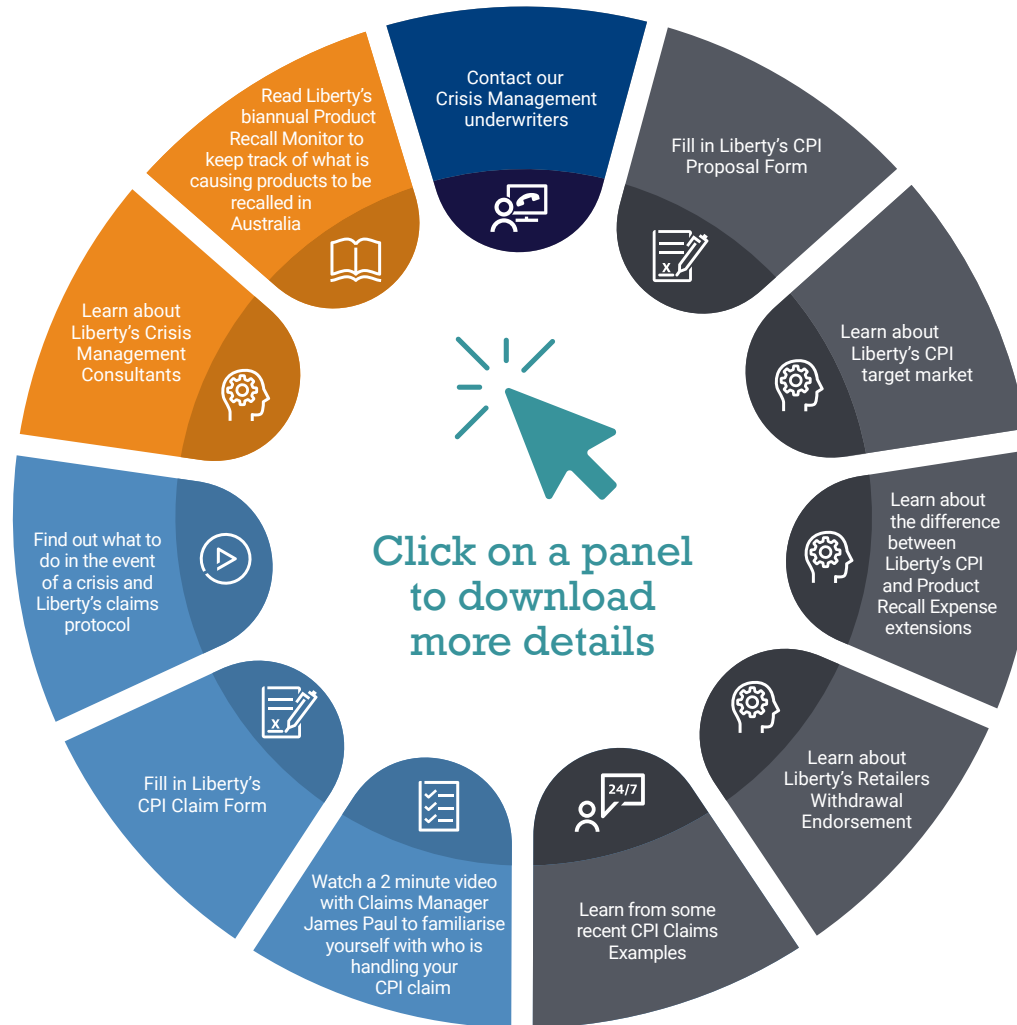 Contact our
Crisis Management
underwriters
Fill in Liberty's CPI
Proposal Form
Learn about
Liberty's CPI
target market
Learn about
the difference
between
Liberty's CPI
and Product
Recall Expense
extensions
Learn about
Liberty's Retailers
Withdrawal
Endorsement
24/7
Learn from some
recent CPI Claims
Examples
Watch a 2 minute video
with Claims Manager
James Paul to familiarise
yourself with who is
handling your
CPI claim
Fill in Liberty's
CPI Claim Form
Find out what to
do in the event
of a crisis and
Liberty's claims
protocol
Learn about
Liberty's Crisis
Management
Consultants
Read Liberty's
biannual Product
Recall Monitor to
keep track of what is
causing products to be
recalled in
Australia
Click on a panel
to download
more details
x
x